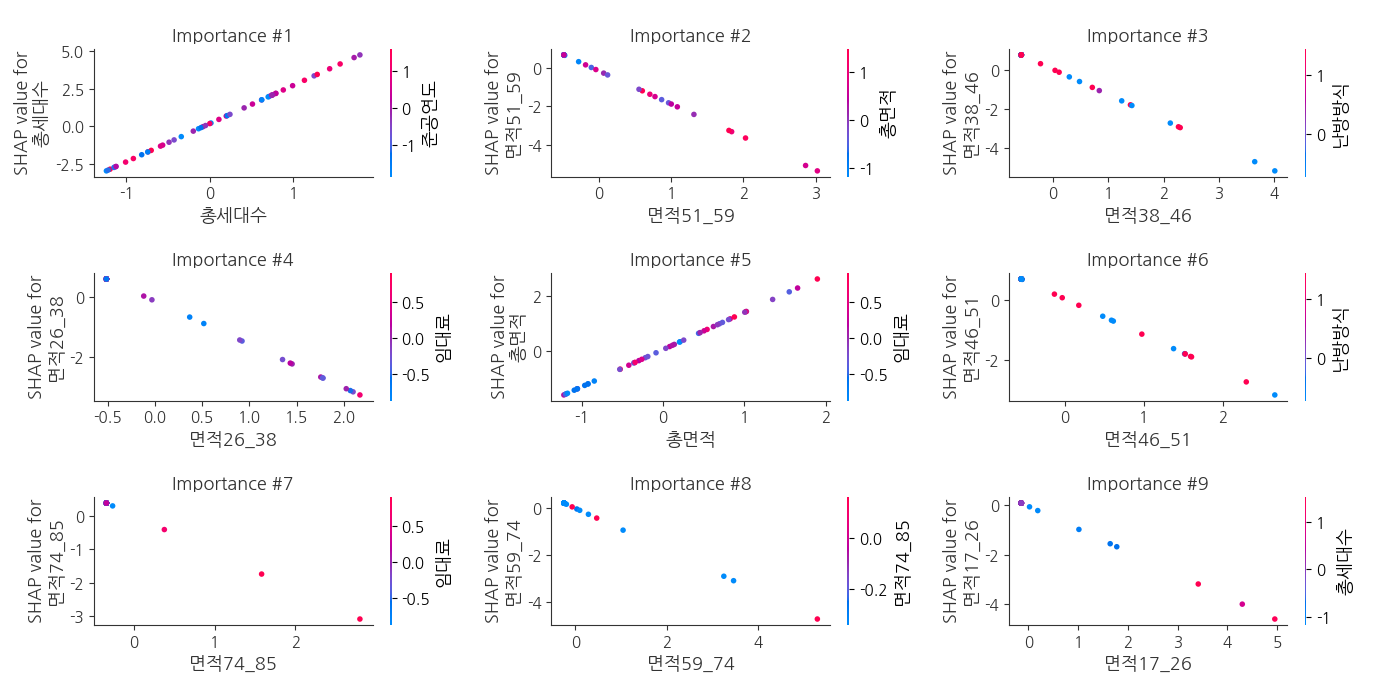 Importance #1
SHAP value for
총세대수
5.0
2.5
0.0
-2.5
-1
0
1
총세대수
1
0
-1
준공연도
Importance #2
SHAP value for
면적51_59
0
-2
-4
0
1
2
3
면적51_59
1
0
-1
총면적
Importance #3
SHAP value for
면적38_46
0
-2
-4
0
1
2
3
4
면적38_46
1
0
난방방식
Importance #4
SHAP value for
면적26_38
0
-2
-0.5
0.0
0.5
1.0
1.5
2.0
면적26_38
0.5
0.0
-0.5
임대료
Importance #5
SHAP value for
총면적
2
0
-1
0
1
2
총면적
0.5
0.0
-0.5
임대료
Importance #6
SHAP value for
면적46_51
0
-2
0
1
2
면적46_51
1
0
난방방식
Importance #7
SHAP value for
면적74_85
0
-1
-2
-3
0
1
2
면적74_85
0.5
0.0
-0.5
임대료
Importance #8
SHAP value for
면적59_74
0
-2
-4
0
2
4
면적59_74
0.0
-0.2
면적74_85
Importance #9
SHAP value for
면적17_26
0
-2
-4
0
1
2
3
4
5
면적17_26
1
0
-1
총세대수